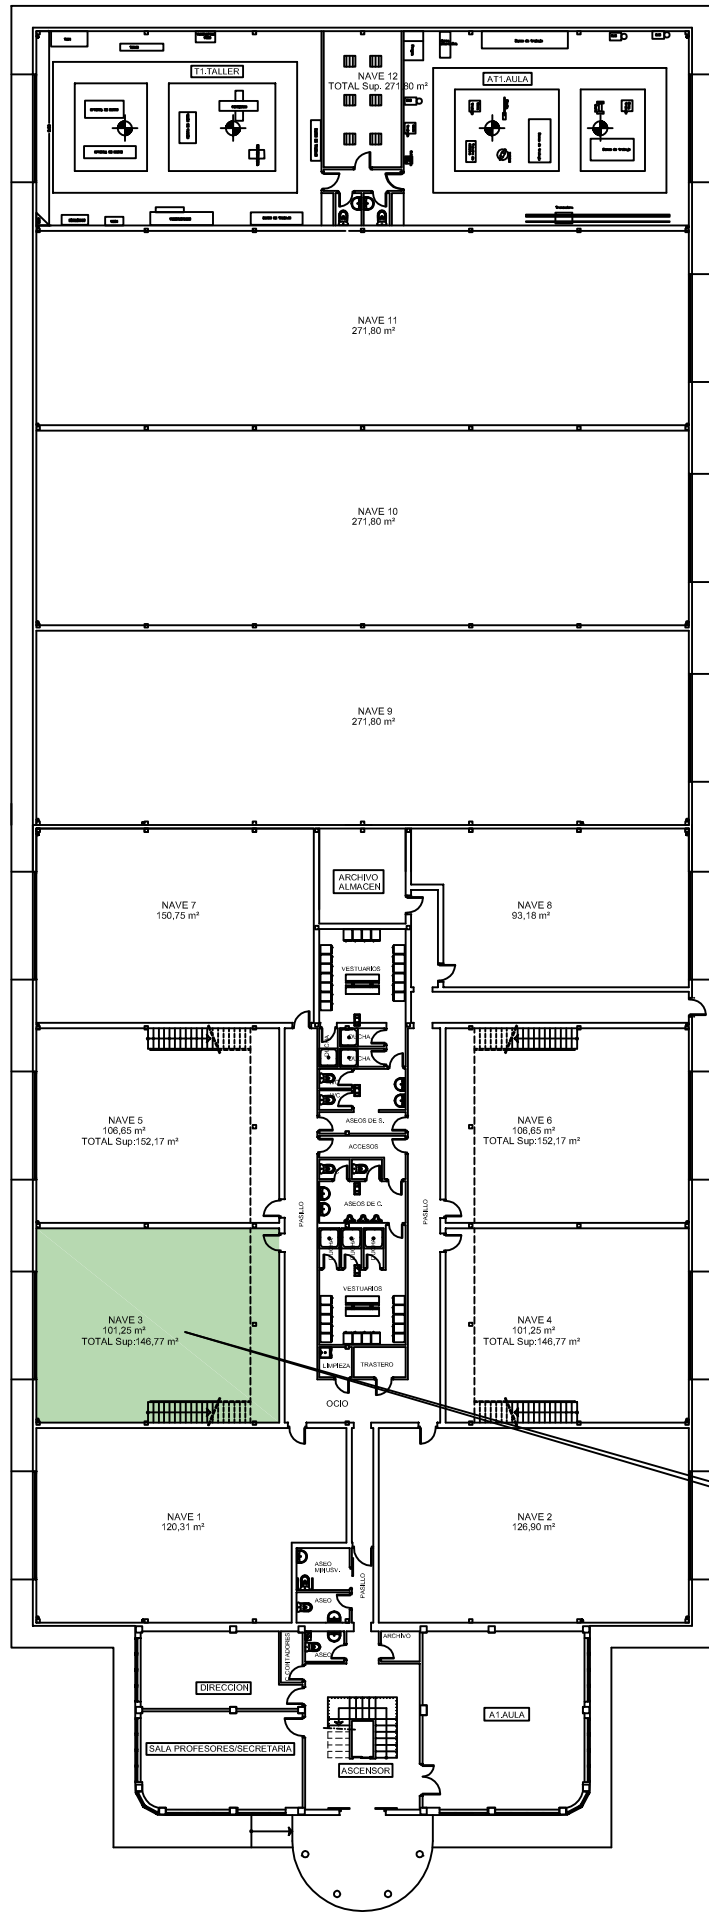 T1.TALLER
NAVE 12
TOTAL Sup. 271,80 m²
AT1.AULA
NAVE 11
271,80 m²
NAVE 10
271,80 m²
NAVE 9
271,80 m²
ARCHIVO
ALMACEN
NAVE 7
150,75 m²
NAVE 8
93,18 m²
VESTUARIOS
DUCHA
DUCHA
ASEOS DE S.
NAVE 5
106,65 m²
TOTAL Sup:152,17 m²
NAVE 6
106,65 m²
TOTAL Sup:152,17 m²
ACCESOS
ASEOS DE C.
PASILLO
PASILLO
VESTUARIOS
NAVE 3
101,25 m²
TOTAL Sup:146,77 m²
NAVE 4
101,25 m²
TOTAL Sup:146,77 m²
LIMPIEZA
TRASTERO
OCIO
NAVE 1
120,31 m²
NAVE 2
126,90 m²
ASEO
MINUSV.
PASILLO
ASEO
ASEO
ARCHIVO
C.CONTADORES
DIRECCION
A1.AULA
SALA PROFESORES/SECRETARIA
ASCENSOR